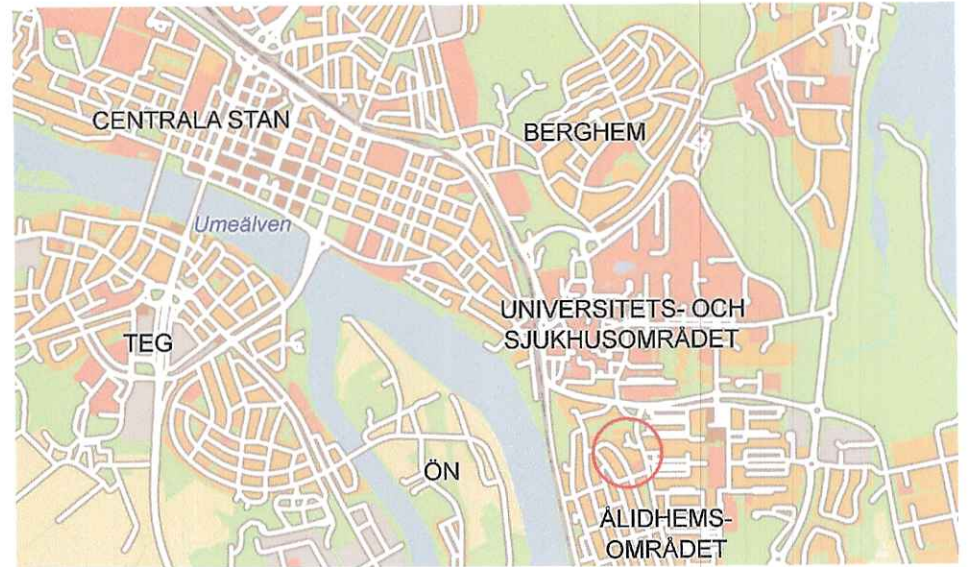 CENTRALA STAN
BERGHEM
Umeälven
UNIVERSITETS- OCH
SJUKHUSOMRÅDET
TEG
ÖN
ÅLIDHEMS-
OMRÅDET